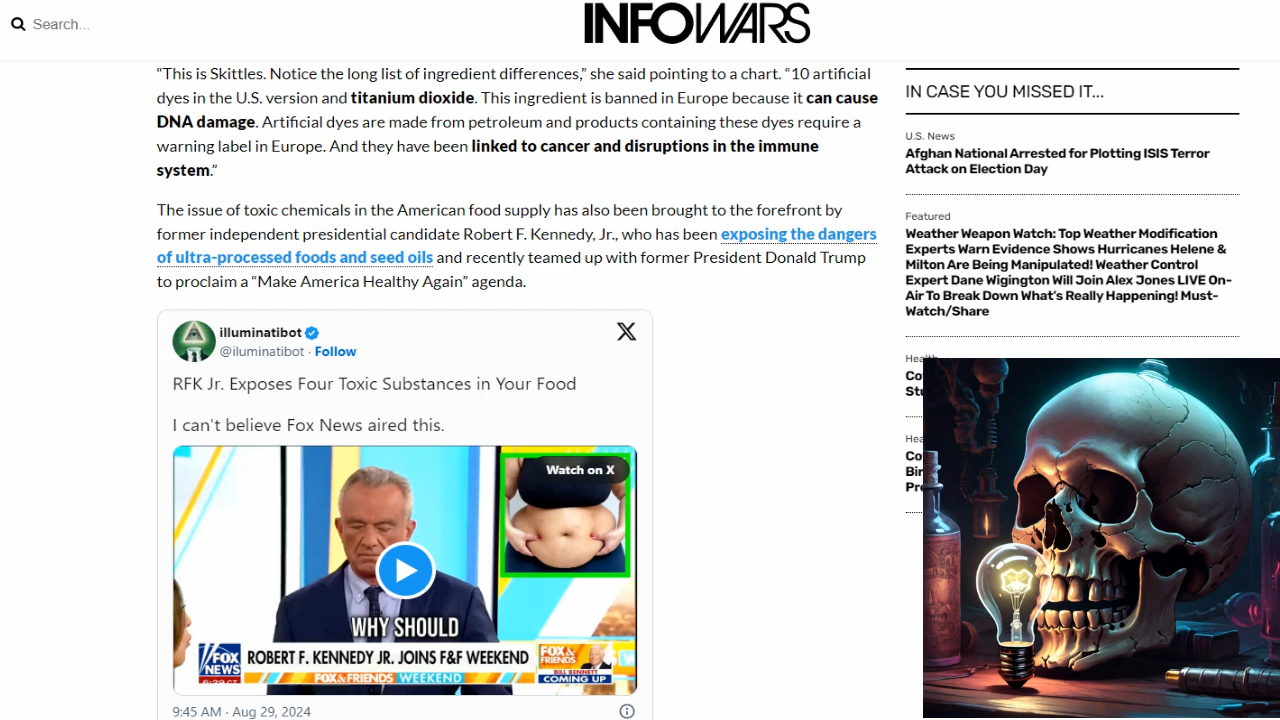 Search...
INFOWARS
“This is Skittles. Notice the long list of ingredient differences,” she said pointing to a chart. “10 artificial
dyes in the U.S. version and titanium dioxide. This ingredient is banned in Europe because it can cause
DNA damage. Artificial dyes are made from petroleum and products containing these dyes require a
warning label in Europe. And they have been linked to cancer and disruptions in the immune
system.”
The issue of toxic chemicals in the American food supply has also been brought to the forefront by
former independent presidential candidate Robert F. Kennedy, Jr., who has been exposing the dangers
of ultra-processed foods and seed oils and recently teamed up with former President Donald Trump
to proclaim a “Make America Healthy Again” agenda.
illuminatibot
@iluminatibot · Follow
RFK Jr. Exposes Four Toxic Substances in Your Food
I can't believe Fox News aired this.
Watch on X
WHY SHOULD
FOX
NEWS
ROBERT F. KENNEDY JR. JOINS F&F WEEKEND
FOX&FRIENDS WEEKEND
FOX&
FRIENDS
BILL BENNETT
COMING UP
9:45 AM · Aug 29, 2024
IN CASE YOU MISSED IT...
U.S. News
Afghan National Arrested for Plotting ISIS Terror
Attack on Election Day
Featured
Weather Weapon Watch: Top Weather Modification
Experts Warn Evidence Shows Hurricanes Helene &
Milton Are Being Manipulated! Weather Control
Expert Dane Wigington Will Join Alex Jones LIVE On-
Air To Break Down What’s Really Happening! Must-
Watch/Share
Health
Co
Stu
Hea
Co
Bir
Pre